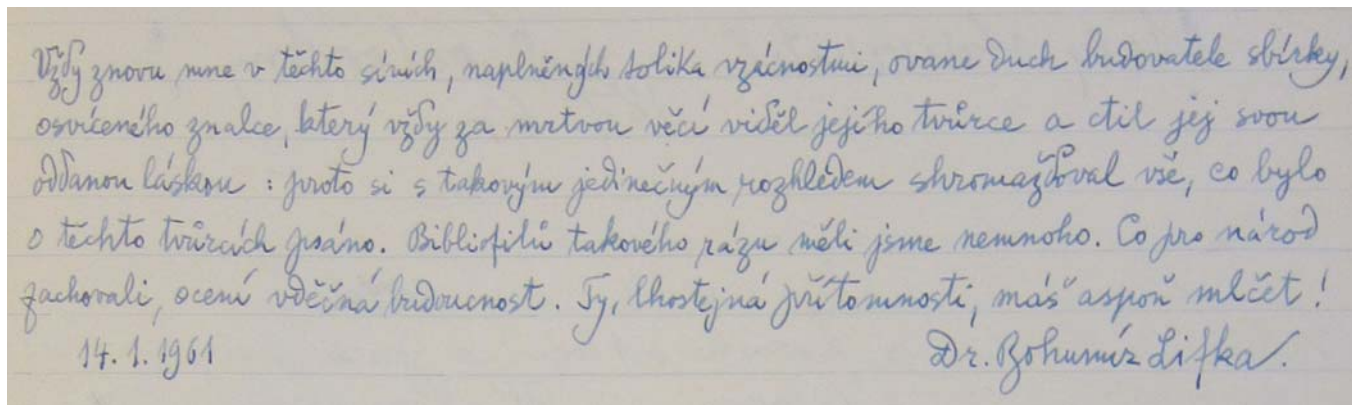 Vždy znovu mne v těchto síních, naplněných tolika vzácnostmi, ovane duch budovatele sbírky,
osvíceného znalce, který vždy za mrtvou věcí viděl jejího tvůrce a ctil jej svou
oddanou láskou : proto si s takovým jedinečným rozhledem shromažďoval vše, co bylo
o těchto tvůrcích psáno. Bibliofilů takového rázu měli jsme nemnoho. Co pro národ
zachovali, ocení vděčná budoucnost. Ty, lhostejná přítomnosti, máš aspoň mlčet !
14. 1. 1961 Dr. Bohumír Lifka.